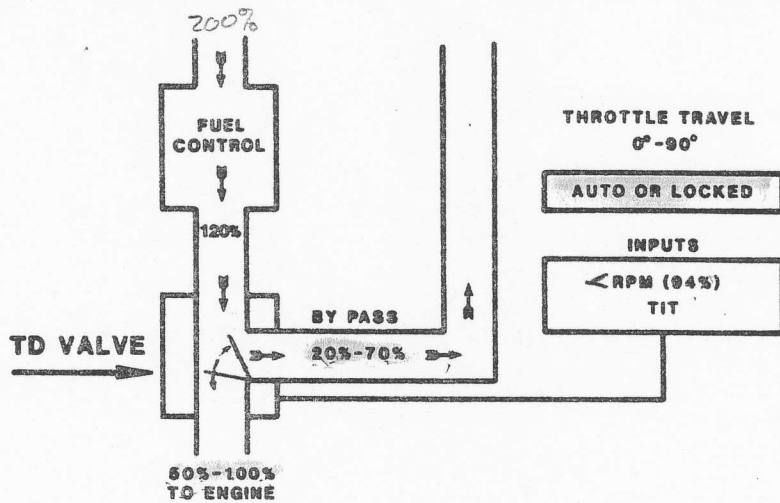 200%
FUEL
CONTROL
120%
THROTTLE TRAVEL
0°-90°
AUTO OR LOCKED
INPUTS
<RPM (94%)
TIT
BY PASS
20%-70%
TD VALVE
50%-100%
TO ENGINE